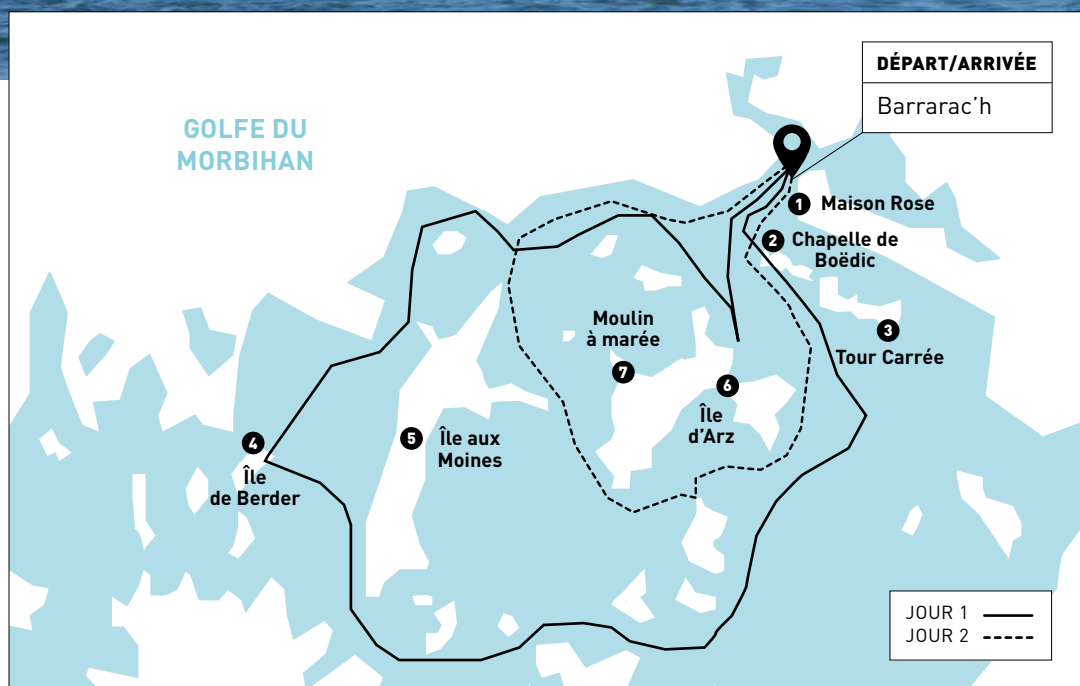 DÉPART/ARRIVÉE
Barrarac’h
GOLFE DU
MORBIHAN
1 Maison Rose
2 Chapelle de
Boëdic
3
Tour Carrée
Moulin
à marée
7
6
Île
d’Arz
4
Île
de Berder
5 Île aux
Moines
JOUR 1
JOUR 2